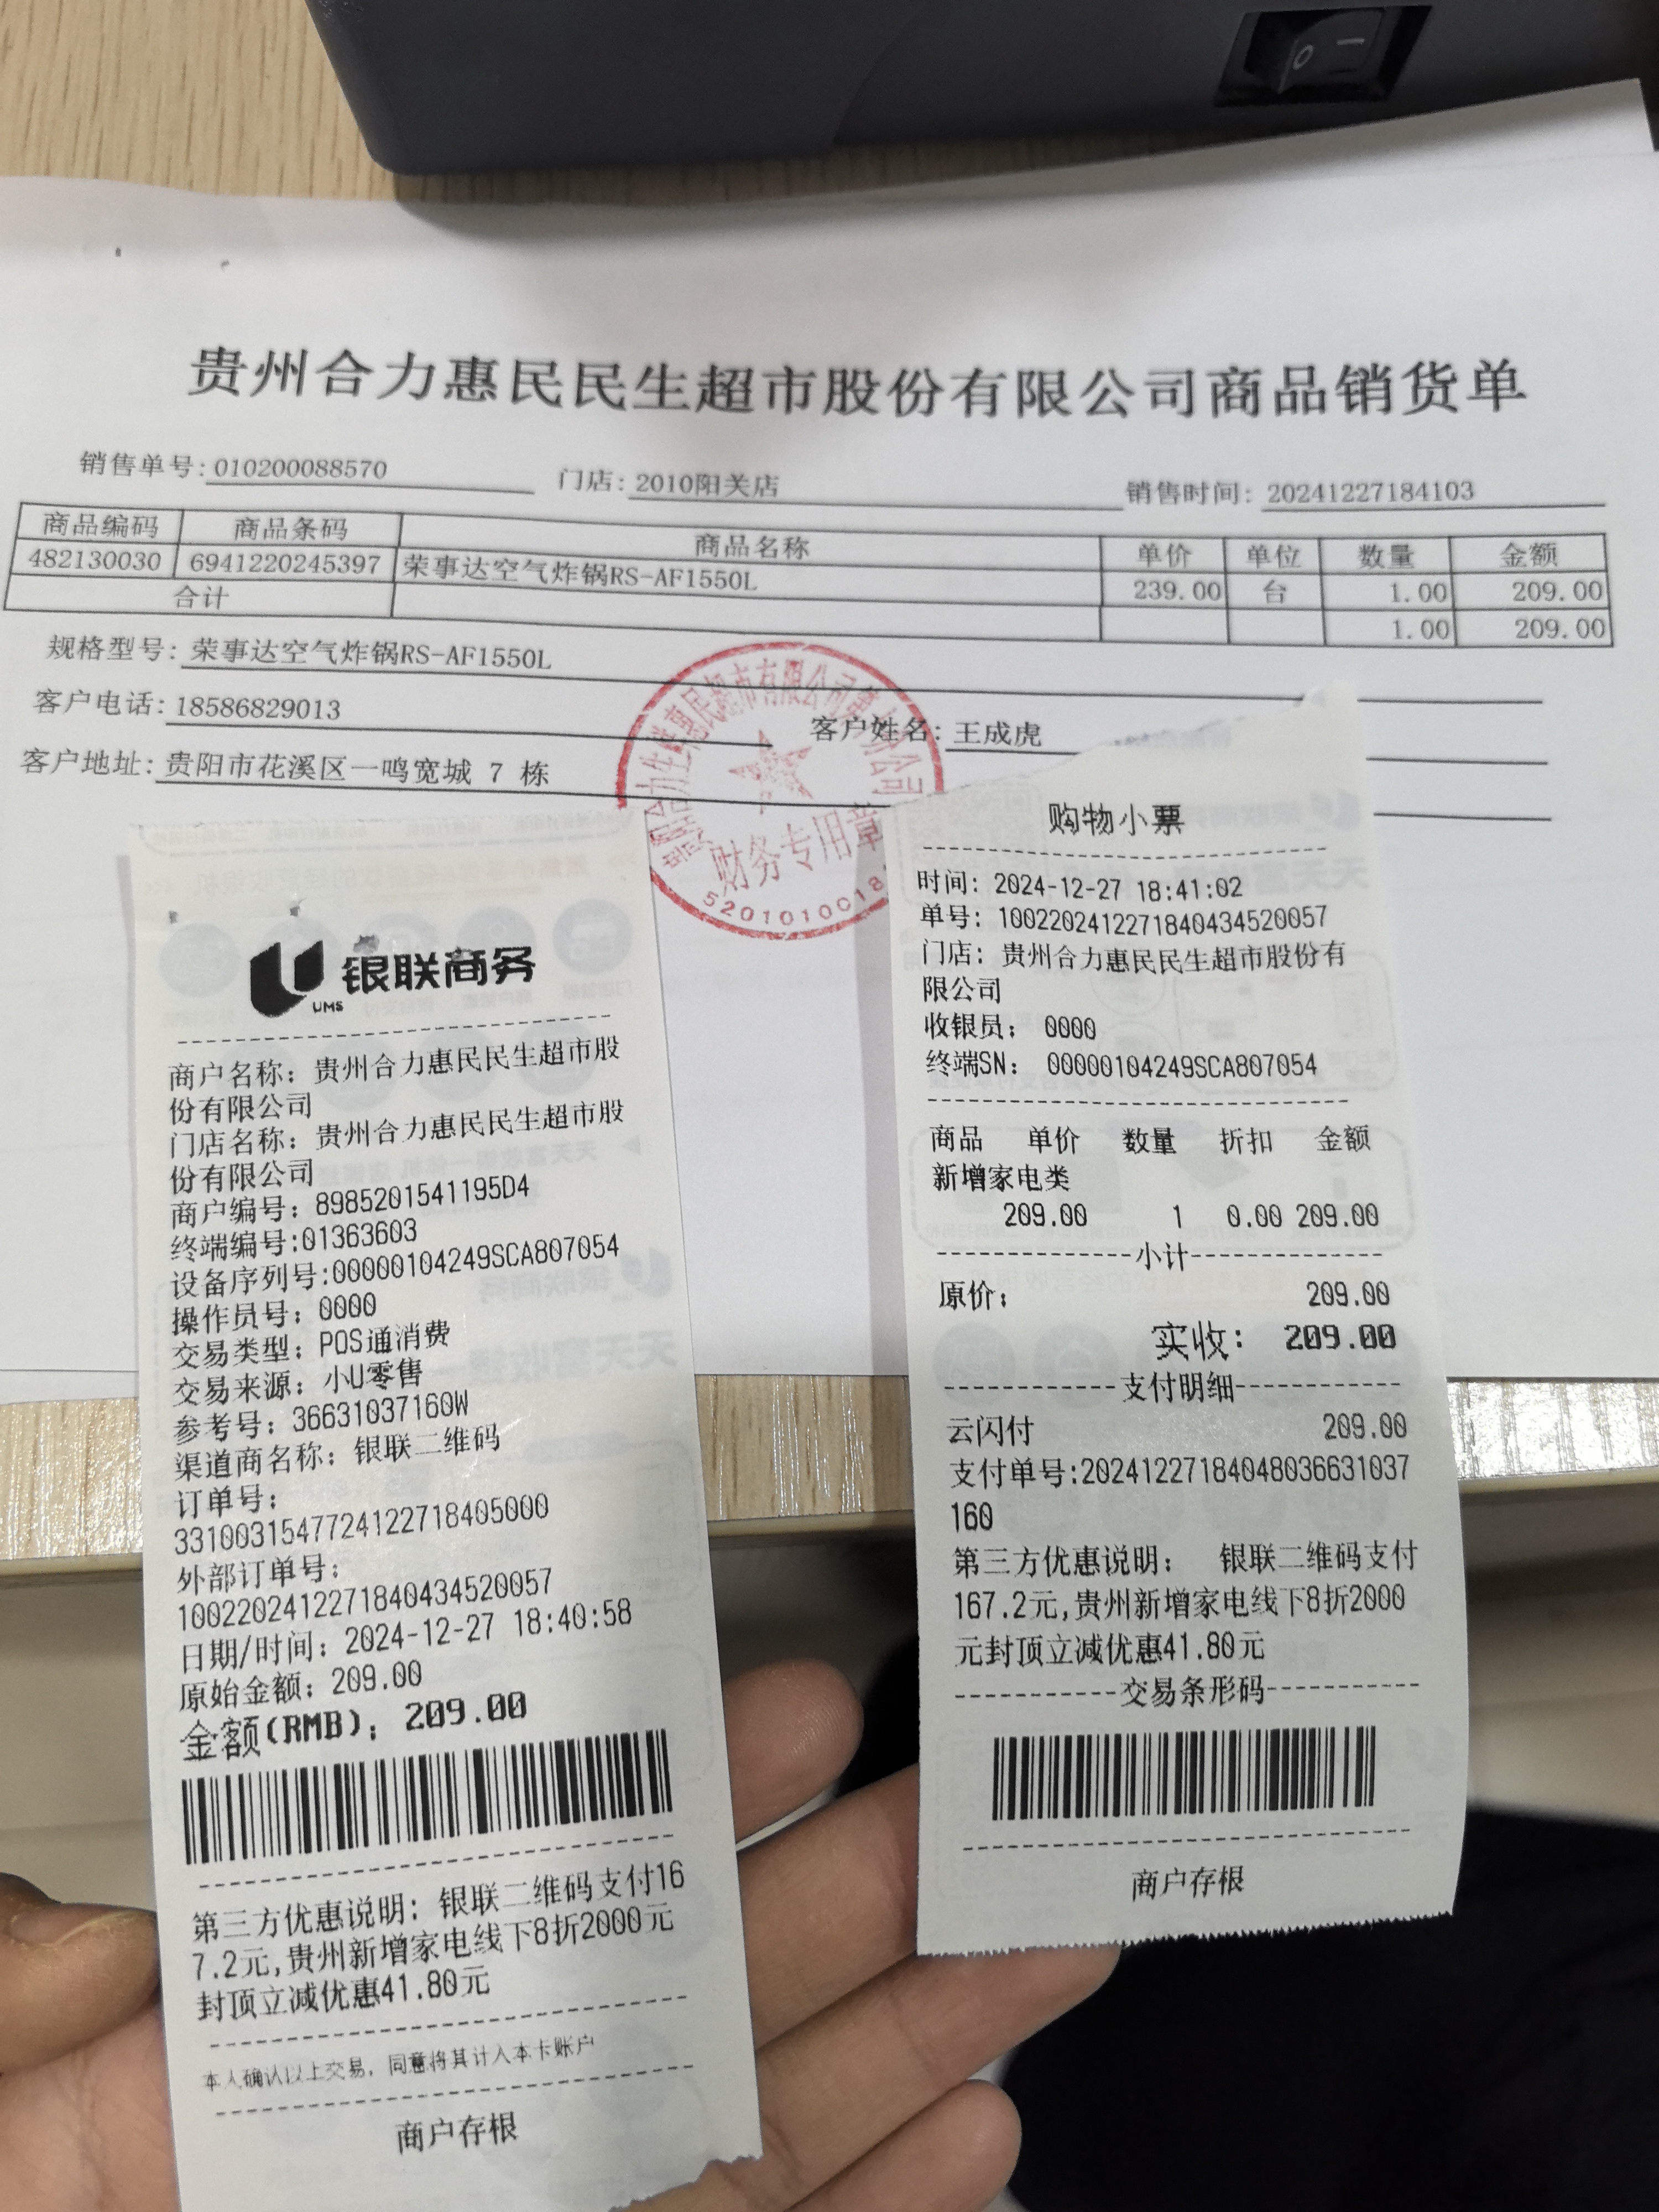 贵州合力惠民民生超市股份有限公司商品销货单
销售单号:010200088570 门店:2010阳关店 销售时间:20241227184103
商品编码 商品条码 商品名称 单价 单位 数量 金额
482130030 6941220245397 荣事达空气炸锅RS-AF1550L 239.00 台 1.00 209.00
合计 1.00 209.00
规格型号:荣事达空气炸锅RS-AF1550L
客户电话:18586829013 客户姓名:王成虎
客户地址:贵阳市花溪区一鸣宽城 7 栋
财务专用章
银联商务
UMS
商户名称：贵州合力惠民民生超市股
份有限公司
门店名称：贵州合力惠民民生超市股
份有限公司
商户编号：8985201541195D4
终端编号:01363603
设备序列号:00000104249SCA807054
操作员号：0000
交易类型：POS通消费
交易来源：小U零售
参考号：36631037160W
渠道商名称：银联二维码
订单号：
33100315477241227184050​00
外部订单号：
1002202412271840434520057
日期/时间：2024-12-27 18:40:58
原始金额：209.00
金额(RMB)：209.00
第三方优惠说明：银联二维码支付16
7.2元,贵州新增家电线下8折2000元
封顶立减优惠41.80元
本人确认以上交易，同意将其计入本卡账户
商户存根
购物小票
时间：2024-12-27 18:41:02
单号：1002202412271840434520057
门店：贵州合力惠民民生超市股份有
限公司
收银员：0000
终端SN：00000104249SCA807054
商品 单价 数量 折扣 金额
新增家电类
209.00 1 0.00 209.00
小计
原价：209.00
实收：209.00
支付明细
云闪付 209.00
支付单号:20241227184048036631037
160
第三方优惠说明： 银联二维码支付
167.2元,贵州新增家电线下8折2000
元封顶立减优惠41.80元
交易条形码
商户存根